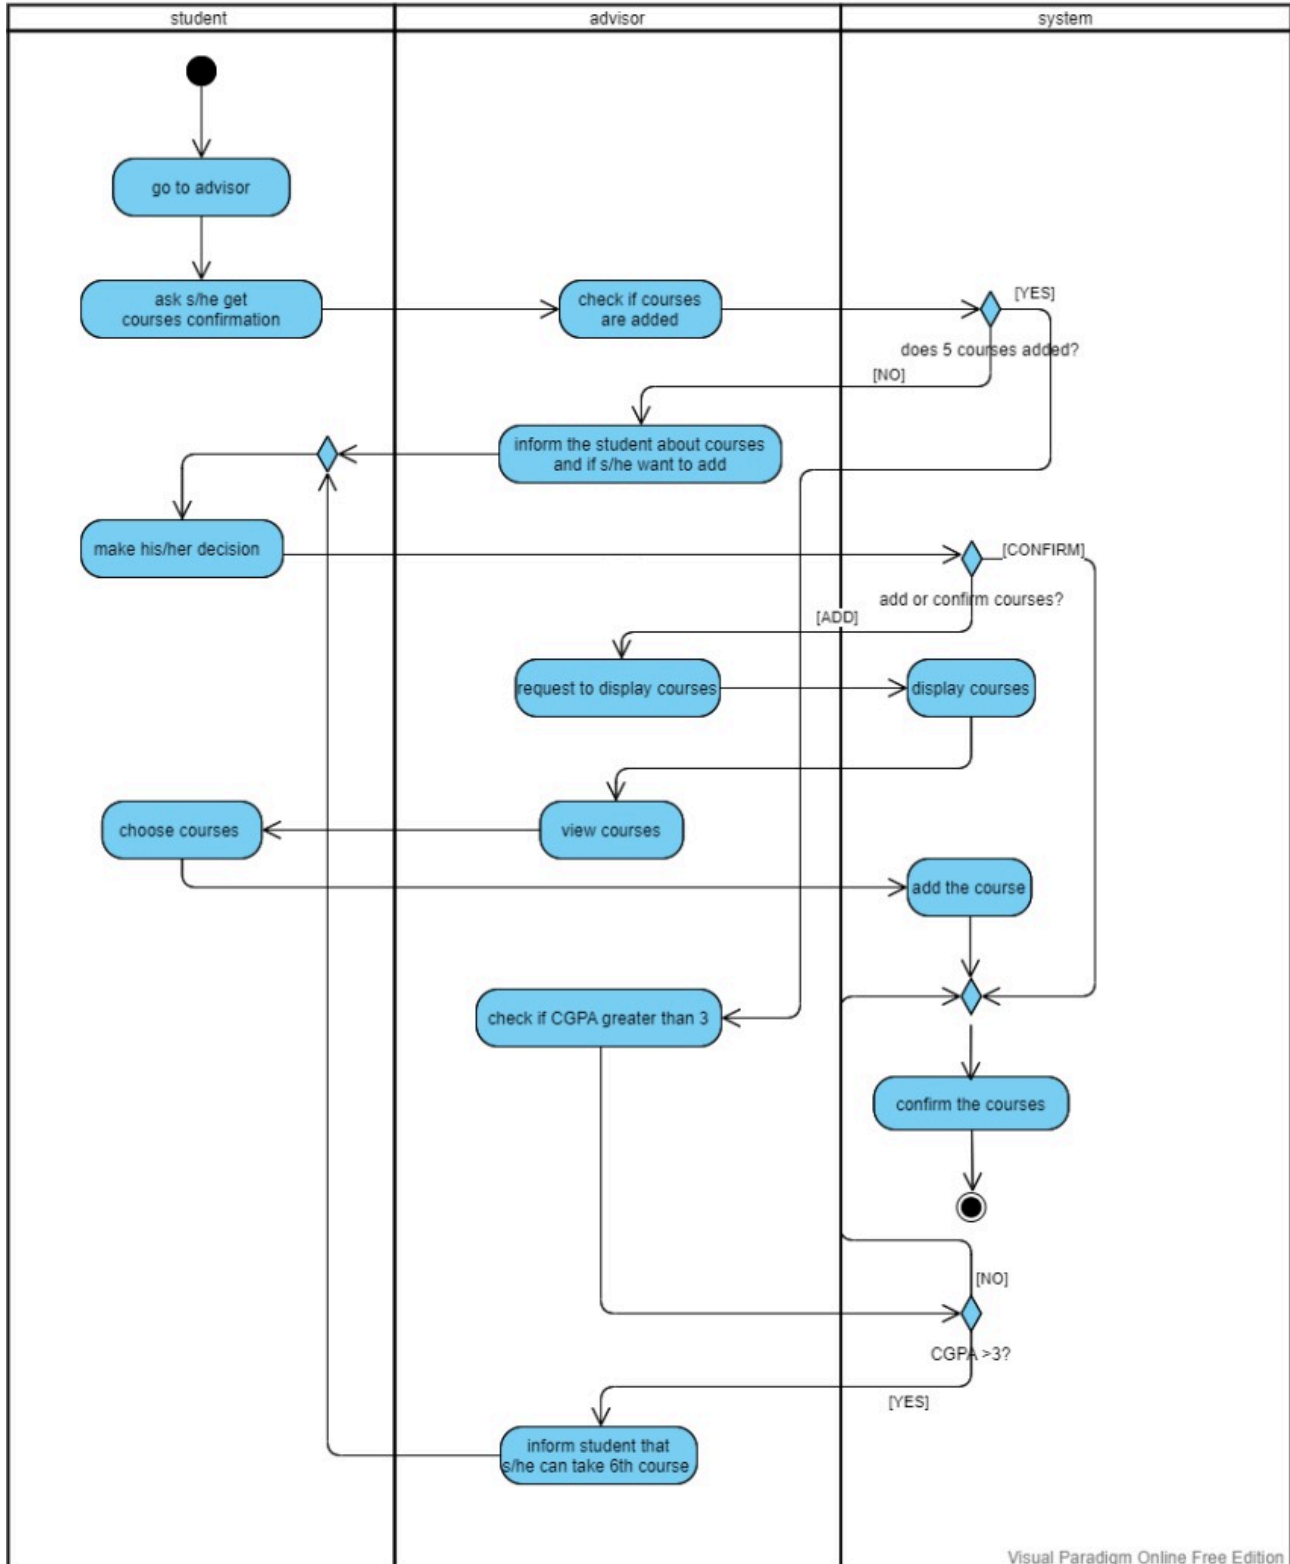 student
advisor
system
go to advisor
ask s/he get
courses confirmation
check if courses
are added
[YES]
does 5 courses added?
[NO]
inform the student about courses
and if s/he want to add
make his/her decision
[CONFIRM]
add or confirm courses?
[ADD]
request to display courses
display courses
choose courses
view courses
add the course
check if CGPA greater than 3
confirm the courses
[NO]
CGPA >3?
[YES]
inform student that
s/he can take 6th course
Visual Paradigm Online Free Edition